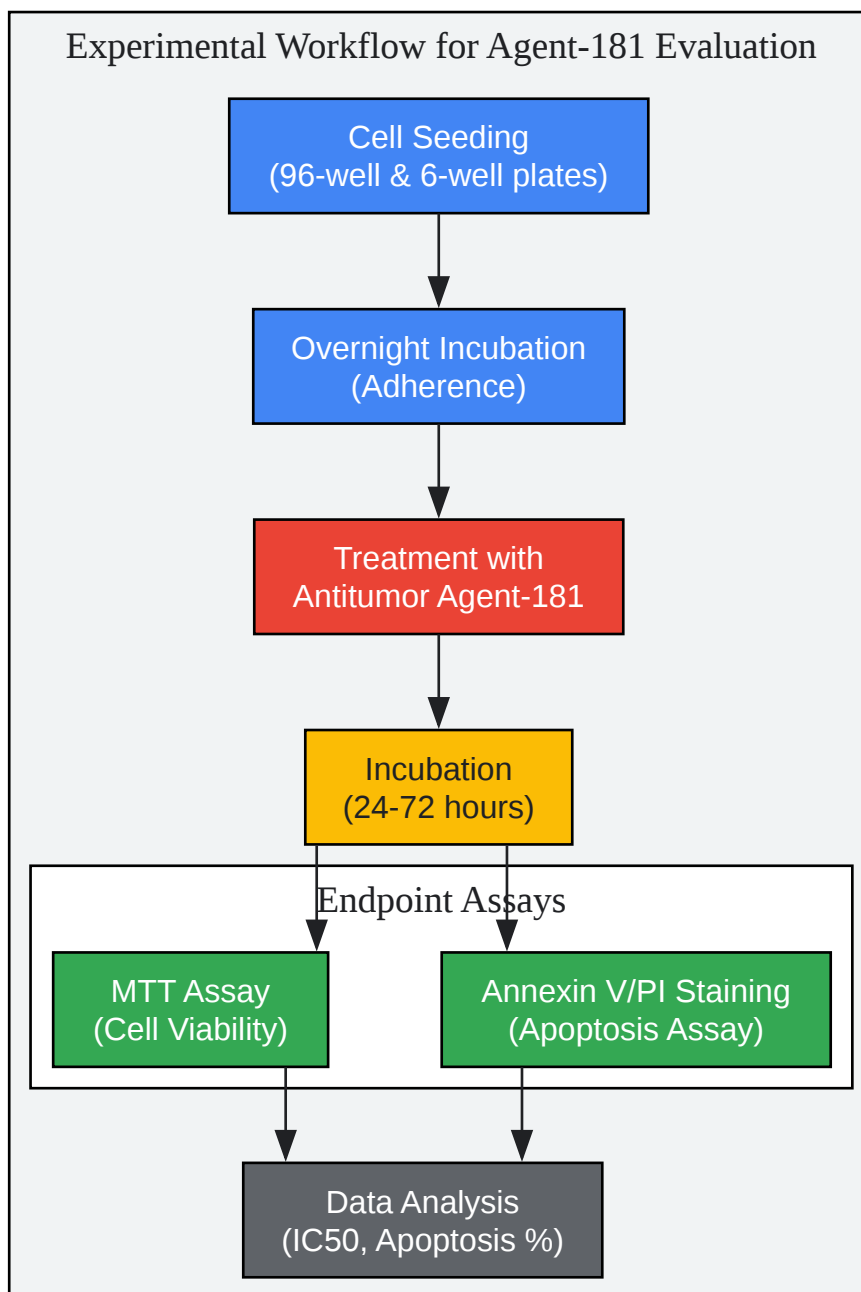 Experimental Workflow for Agent-181 Evaluation
Cell Seeding
(96-well & 6-well plates)
Overnight Incubation
(Adherence)
Treatment with
Antitumor Agent-181
Incubation
(24-72 hours)
Endpoint Assays
MTT Assay
(Cell Viability)
Annexin V/PI Staining
(Apoptosis Assay)
Data Analysis
(IC50, Apoptosis %)